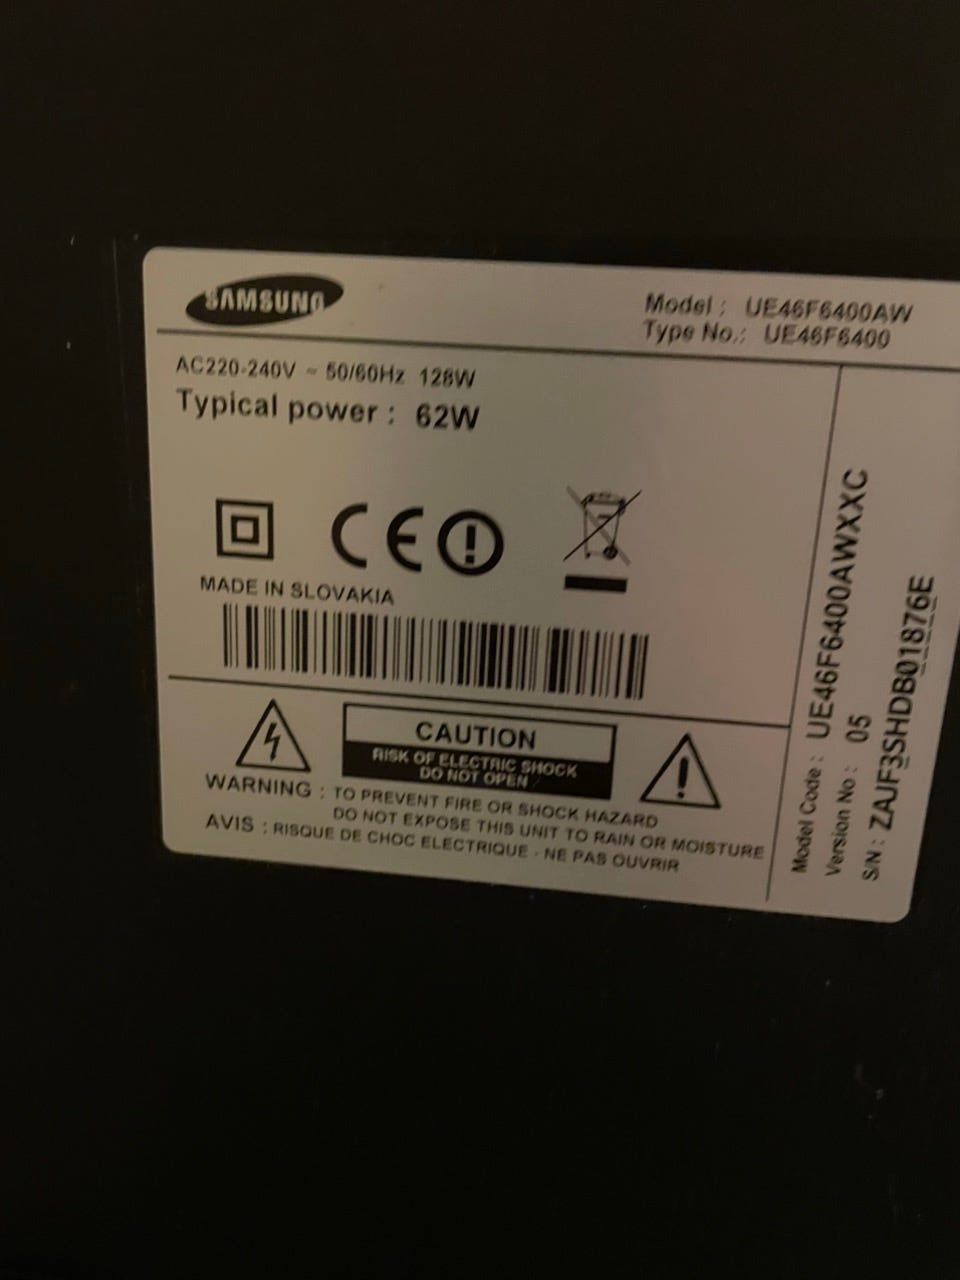 SAMSUNG
Model : UE46F6400AW
Type No.: UE46F6400
AC220-240V ~ 50/60Hz 128W
Typical power : 62W
CE
MADE IN SLOVAKIA
CAUTION
RISK OF ELECTRIC SHOCK
DO NOT OPEN
WARNING : TO PREVENT FIRE OR SHOCK HAZARD
DO NOT EXPOSE THIS UNIT TO RAIN OR MOISTURE
AVIS : RISQUE DE CHOC ELECTRIQUE - NE PAS OUVRIR
Model Code : UE46F6400AWXXC
Version No : 05
S/N : ZAJF3SHDB01876E